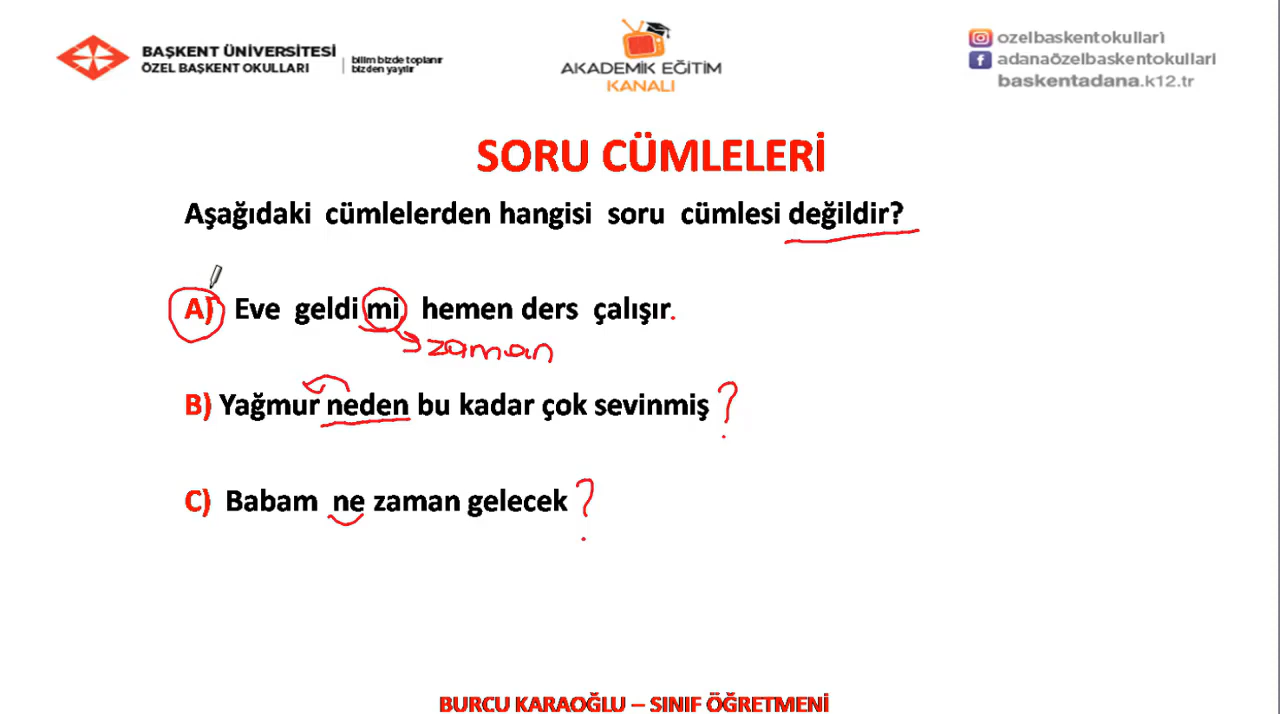 BAŞKENT ÜNİVERSİTESİ
ÖZEL BAŞKENT OKULLARI
bilim bizde toplanır
bizden yayılır
AKADEMİK EĞİTİM
KANALI
ozelbaskentokulları
adanaözelbaskentokullari
baskentadana.k12.tr
SORU CÜMLELERİ
Aşağıdaki cümlelerden hangisi soru cümlesi değildir?
A) Eve geldi mi hemen ders çalışır.
zaman
B) Yağmur neden bu kadar çok sevinmiş ?
C) Babam ne zaman gelecek ?
BURCU KARAOĞLU – SINIF ÖĞRETMENİ